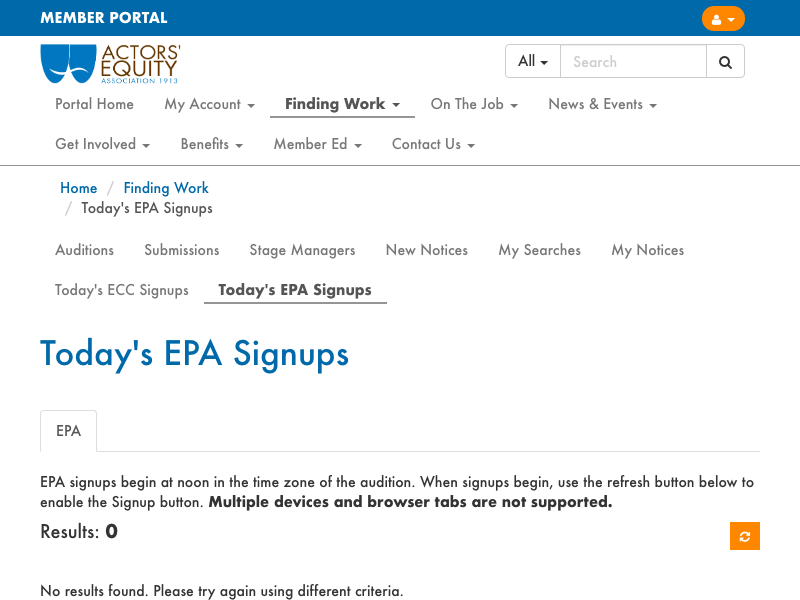 MEMBER PORTAL
ACTORS'
EQUITY
ASSOCIATION 1913
All
Search
Portal Home My Account Finding Work On The Job News & Events
Get Involved Benefits Member Ed Contact Us
Home / Finding Work
/ Today's EPA Signups
Auditions Submissions Stage Managers New Notices My Searches My Notices
Today's ECC Signups Today's EPA Signups
Today's EPA Signups
EPA
EPA signups begin at noon in the time zone of the audition. When signups begin, use the refresh button below to
enable the Signup button. Multiple devices and browser tabs are not supported.
Results: 0
No results found. Please try again using different criteria.